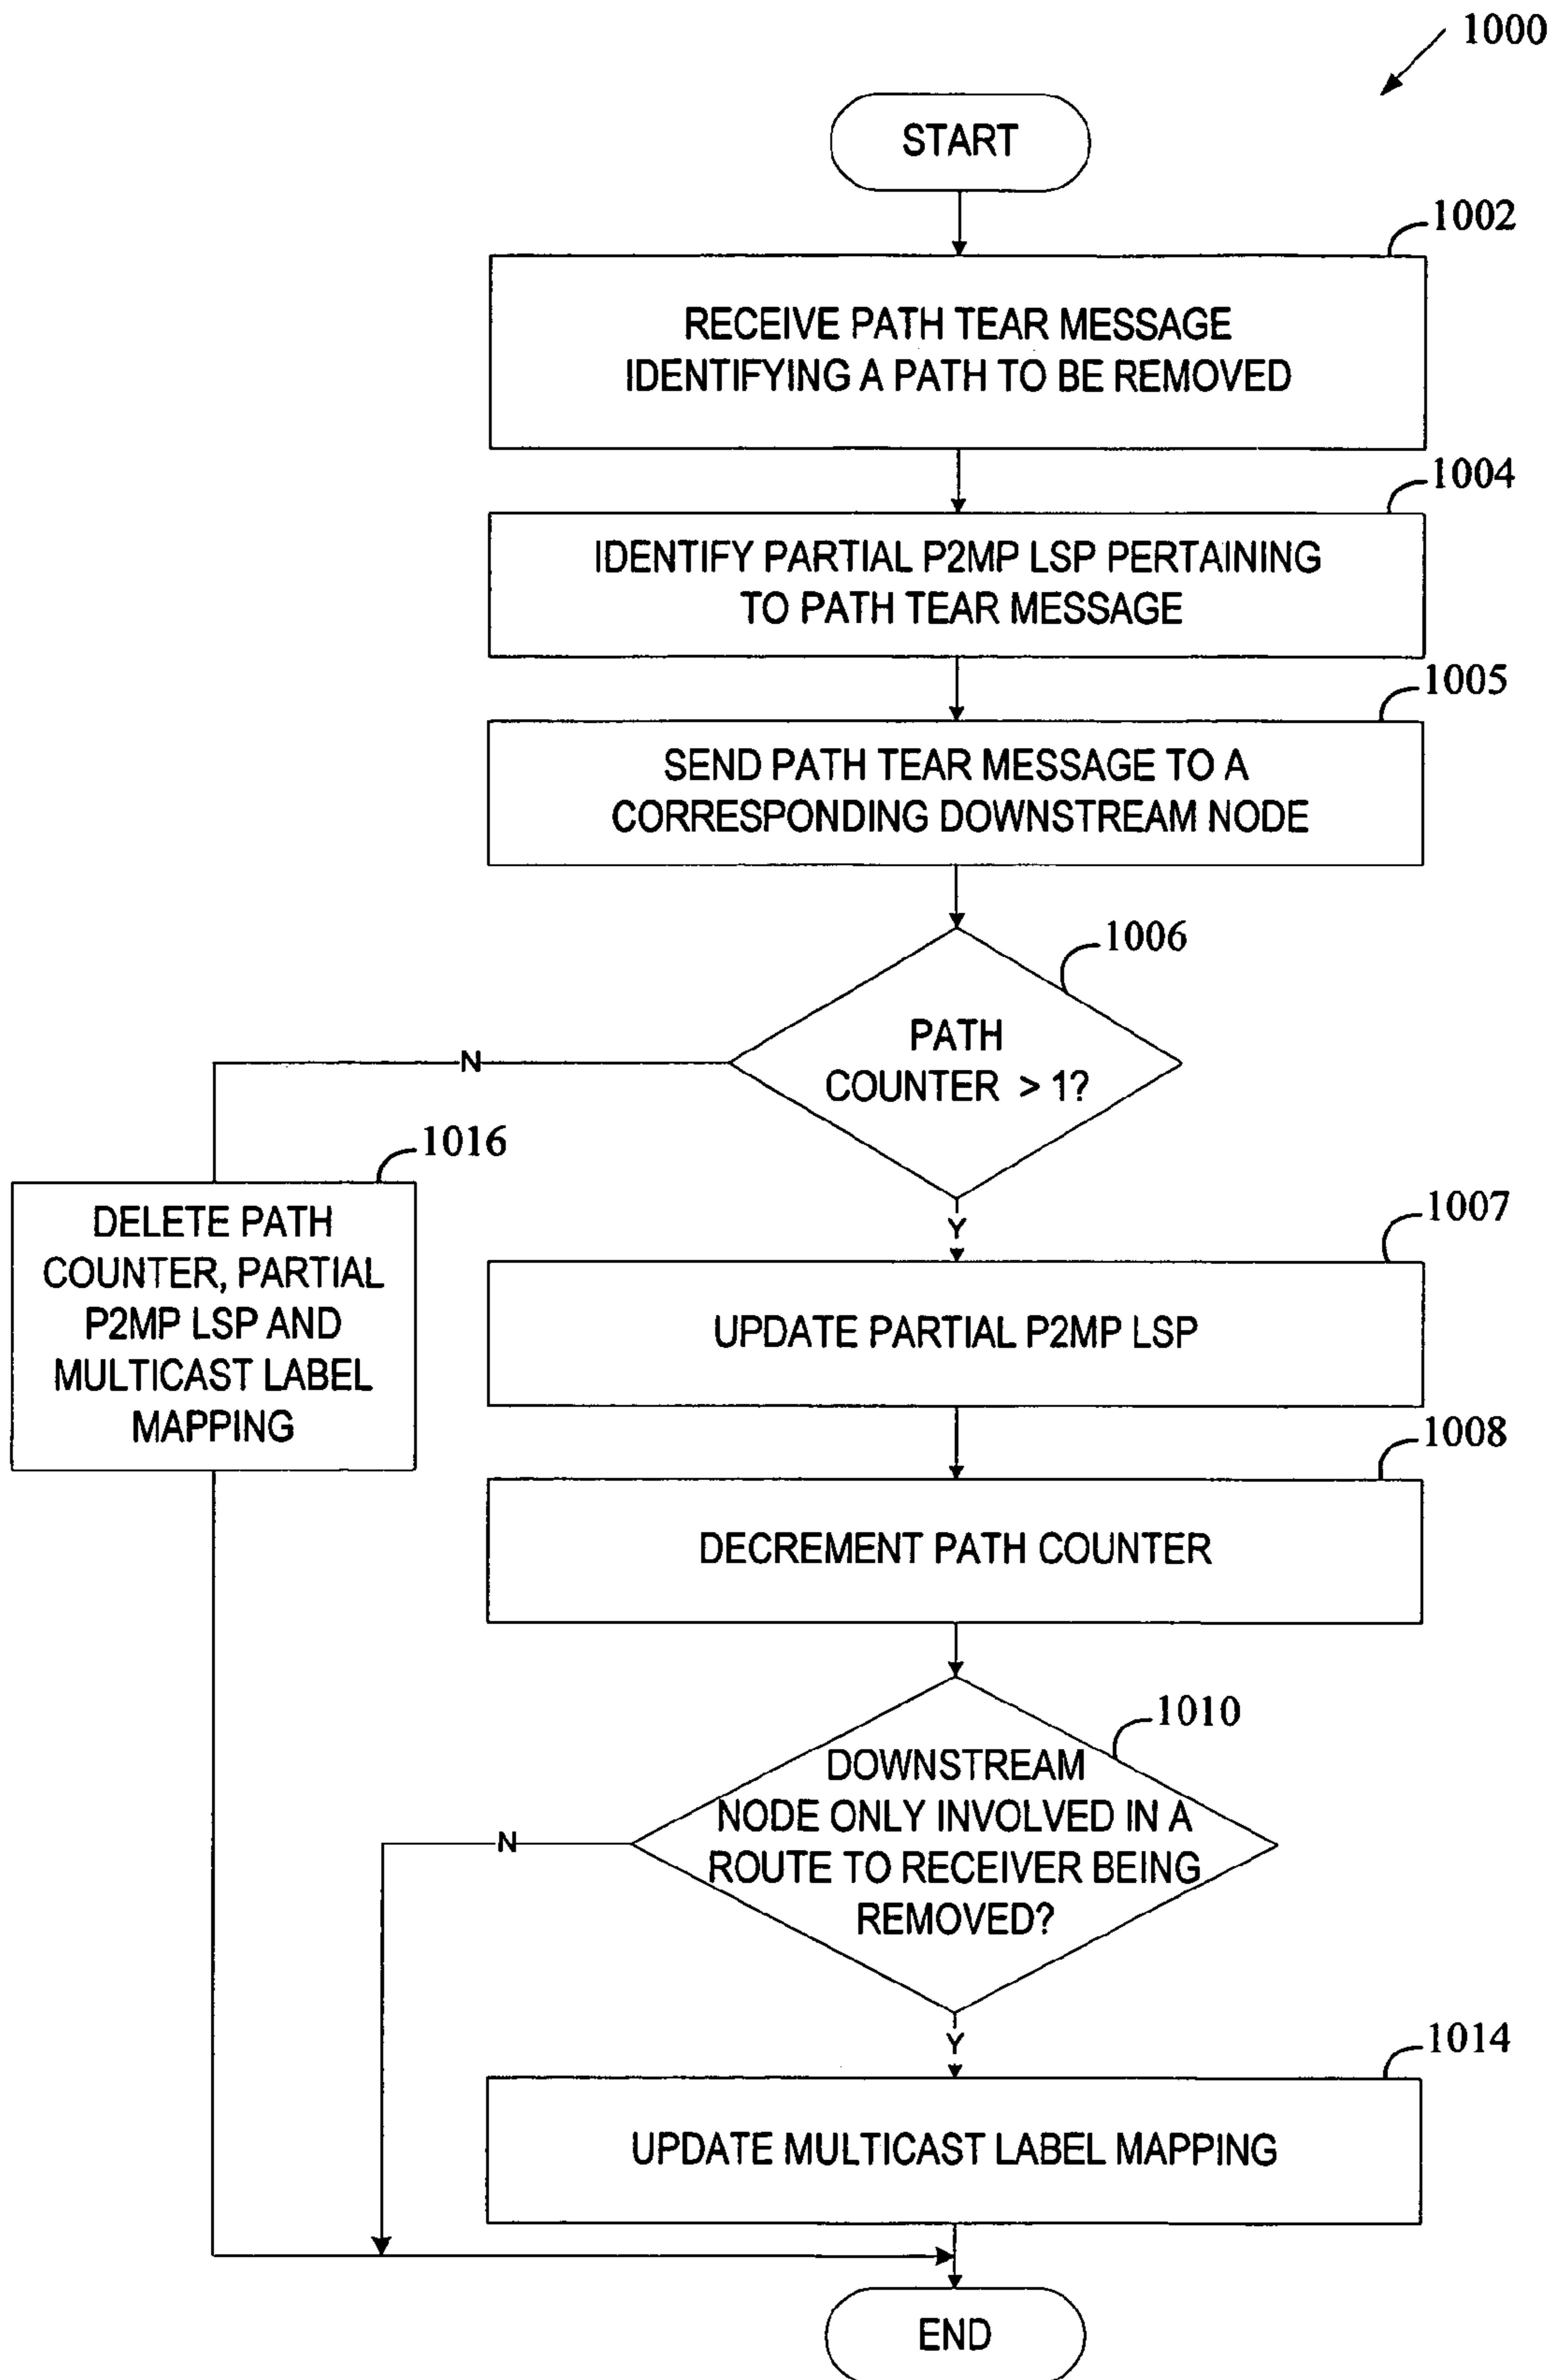 1000
START
1002
RECEIVE PATH TEAR MESSAGE
IDENTIFYING A PATH TO BE REMOVED
1004
IDENTIFY PARTIAL P2MP LSP PERTAINING
TO PATH TEAR MESSAGE
1005
SEND PATH TEAR MESSAGE TO A
CORRESPONDING DOWNSTREAM NODE
1006
PATH
COUNTER > 1?
N
Y
1016
DELETE PATH
COUNTER, PARTIAL
P2MP LSP AND
MULTICAST LABEL
MAPPING
1007
UPDATE PARTIAL P2MP LSP
1008
DECREMENT PATH COUNTER
1010
DOWNSTREAM
NODE ONLY INVOLVED IN A
ROUTE TO RECEIVER BEING
REMOVED?
N
Y
1014
UPDATE MULTICAST LABEL MAPPING
END